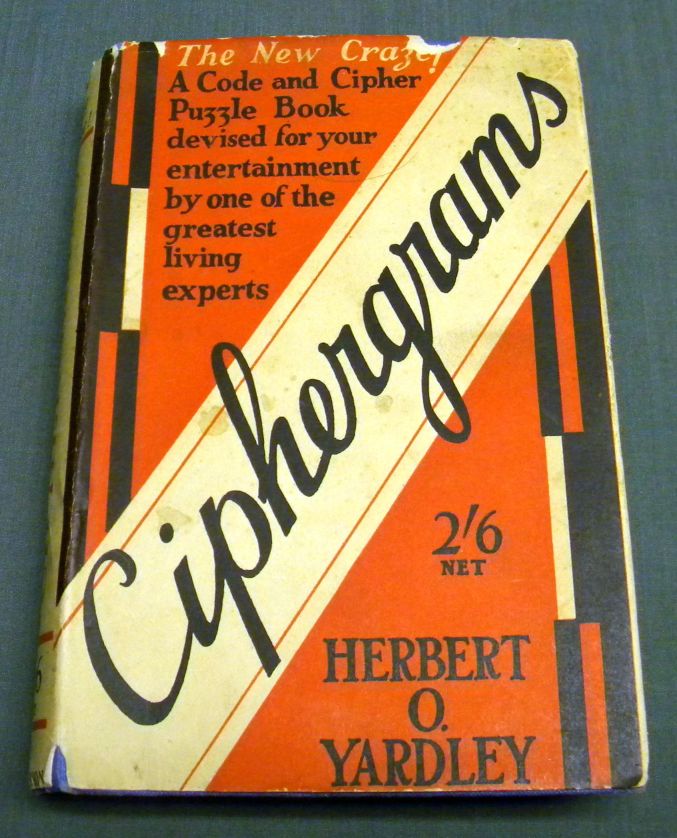 The New Craze!
A Code and Cipher
Puzzle Book
devised for your
entertainment
by one of the
greatest
living
experts
Ciphergrams
2/6
NET
HERBERT
O.
YARDLEY